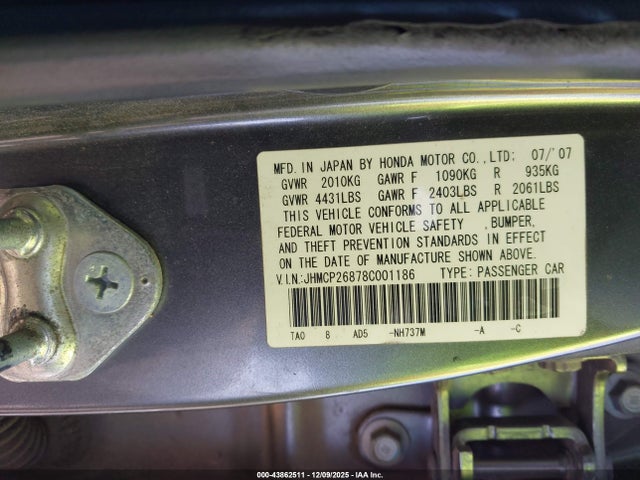 MFD. IN JAPAN BY HONDA MOTOR CO., LTD: 07/'07
GVWR 2010KG GAWR F 1090KG R 935KG
GVWR 4431LBS GAWR F 2403LBS R 2061LBS
THIS VEHICLE CONFORMS TO ALL APPLICABLE
FEDERAL MOTOR VEHICLE SAFETY , BUMPER,
AND THEFT PREVENTION STANDARDS IN EFFECT
ON THE DATE OF MANUFACTURE SHOWN ABOVE.
V.I.N:JHMCP26878C001186 TYPE: PASSENGER CAR
TA0 8 AD5 -NH737M -A -C
000-43862511 - 12/09/2025 - IAA Inc.